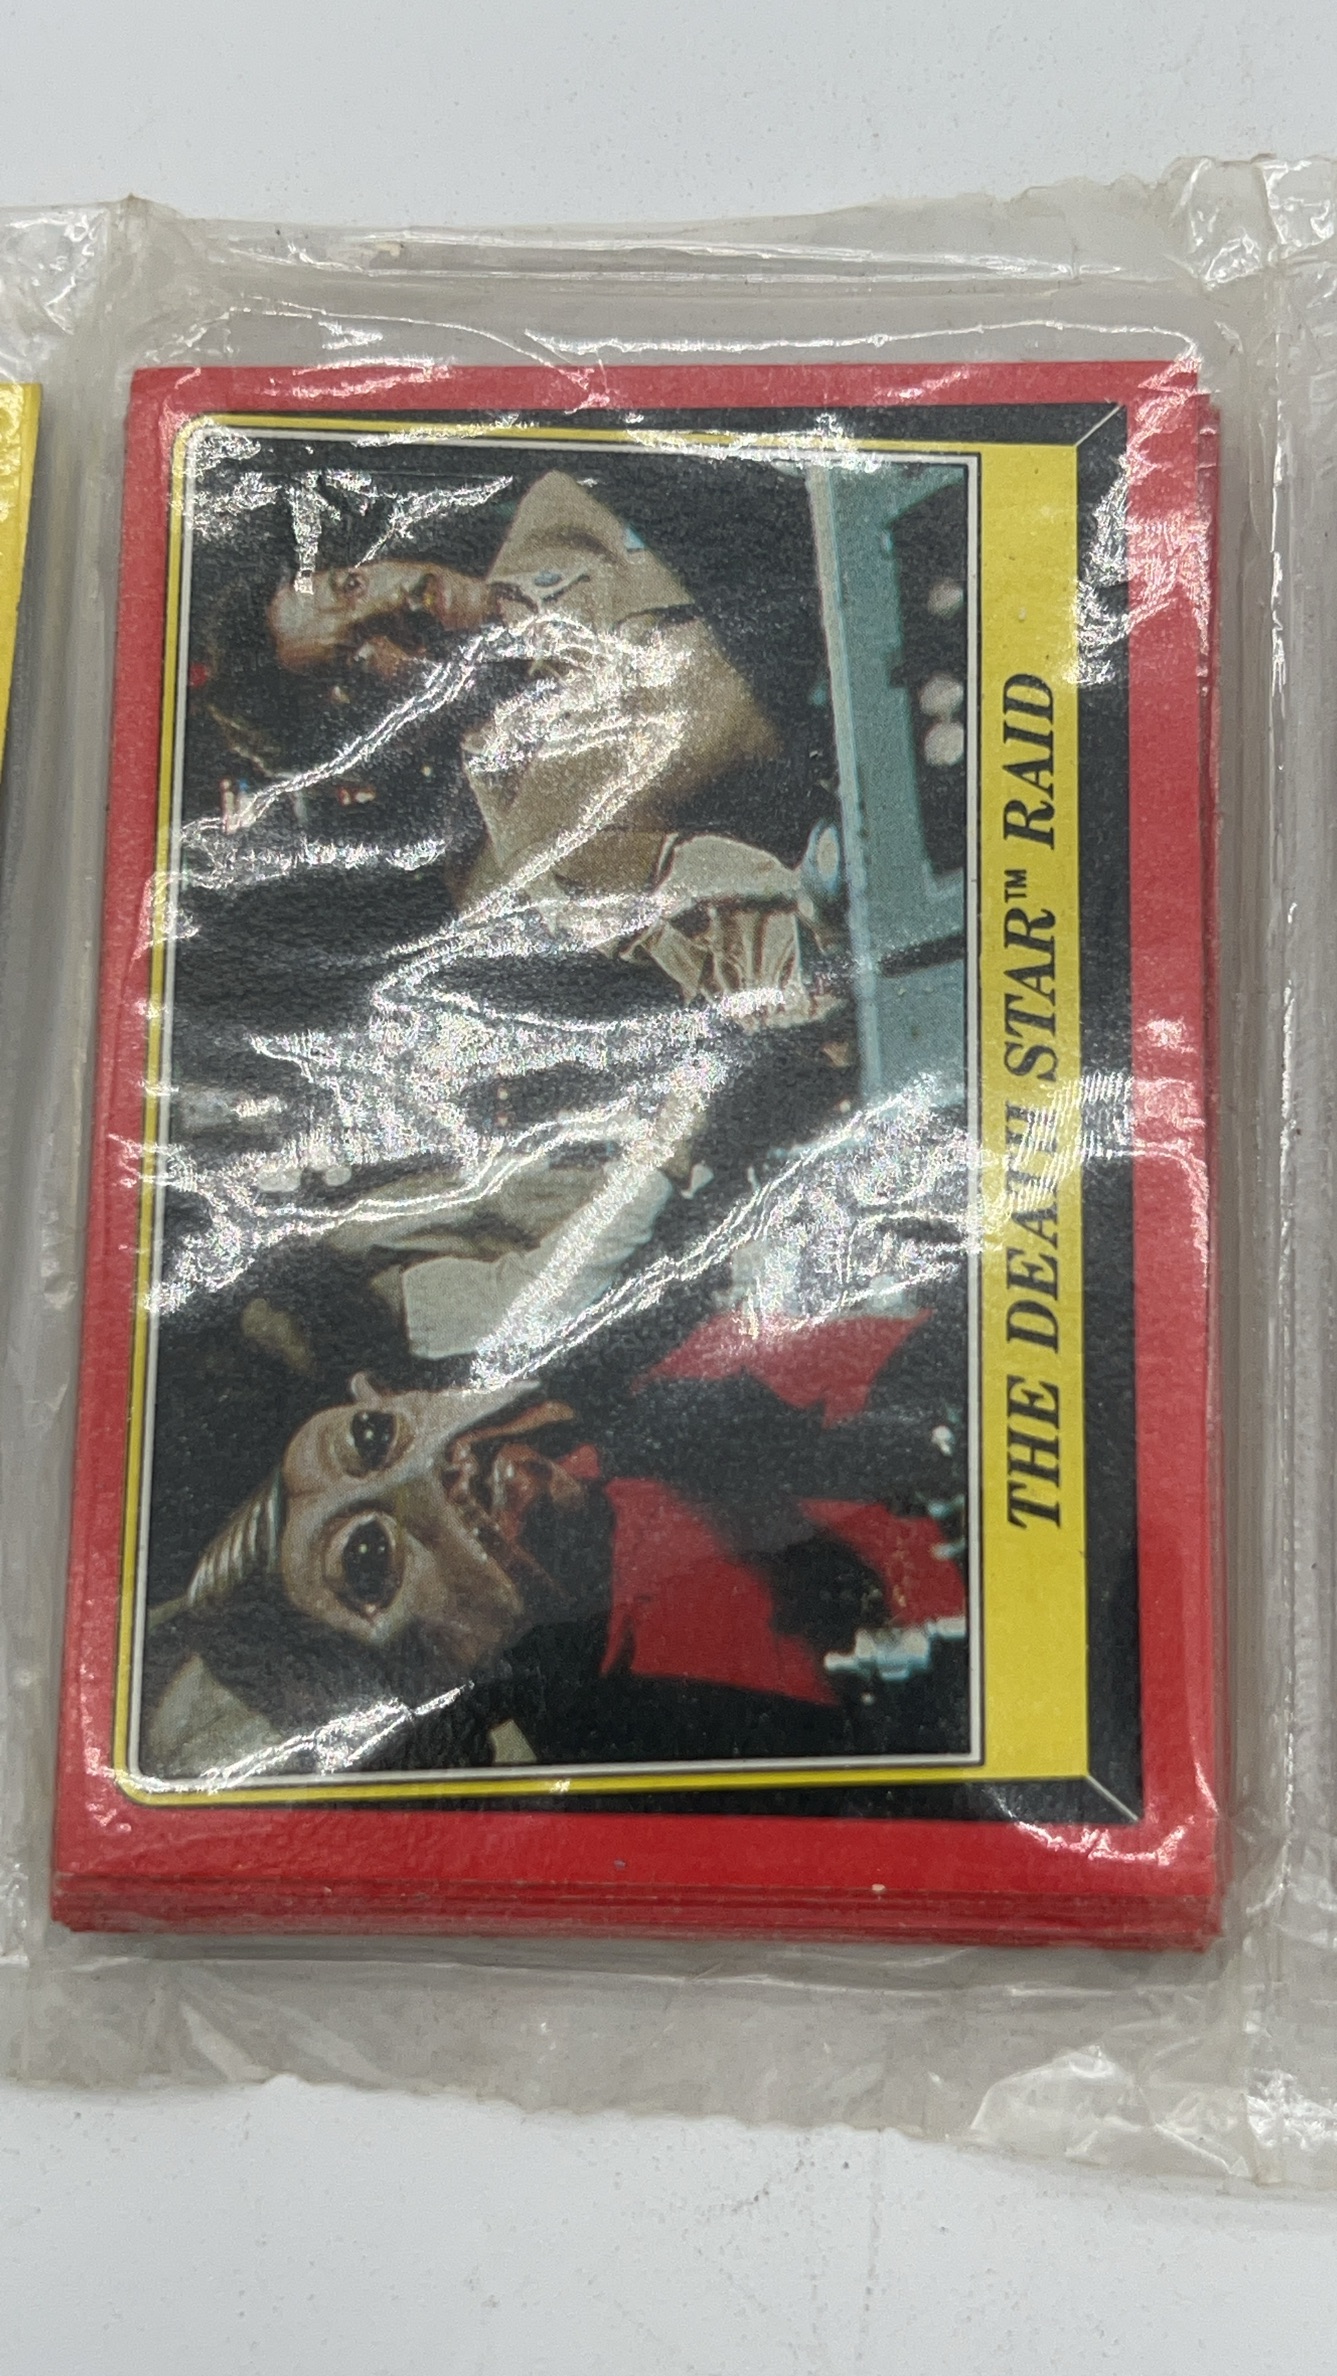 THE DEATH STAR™ RAID